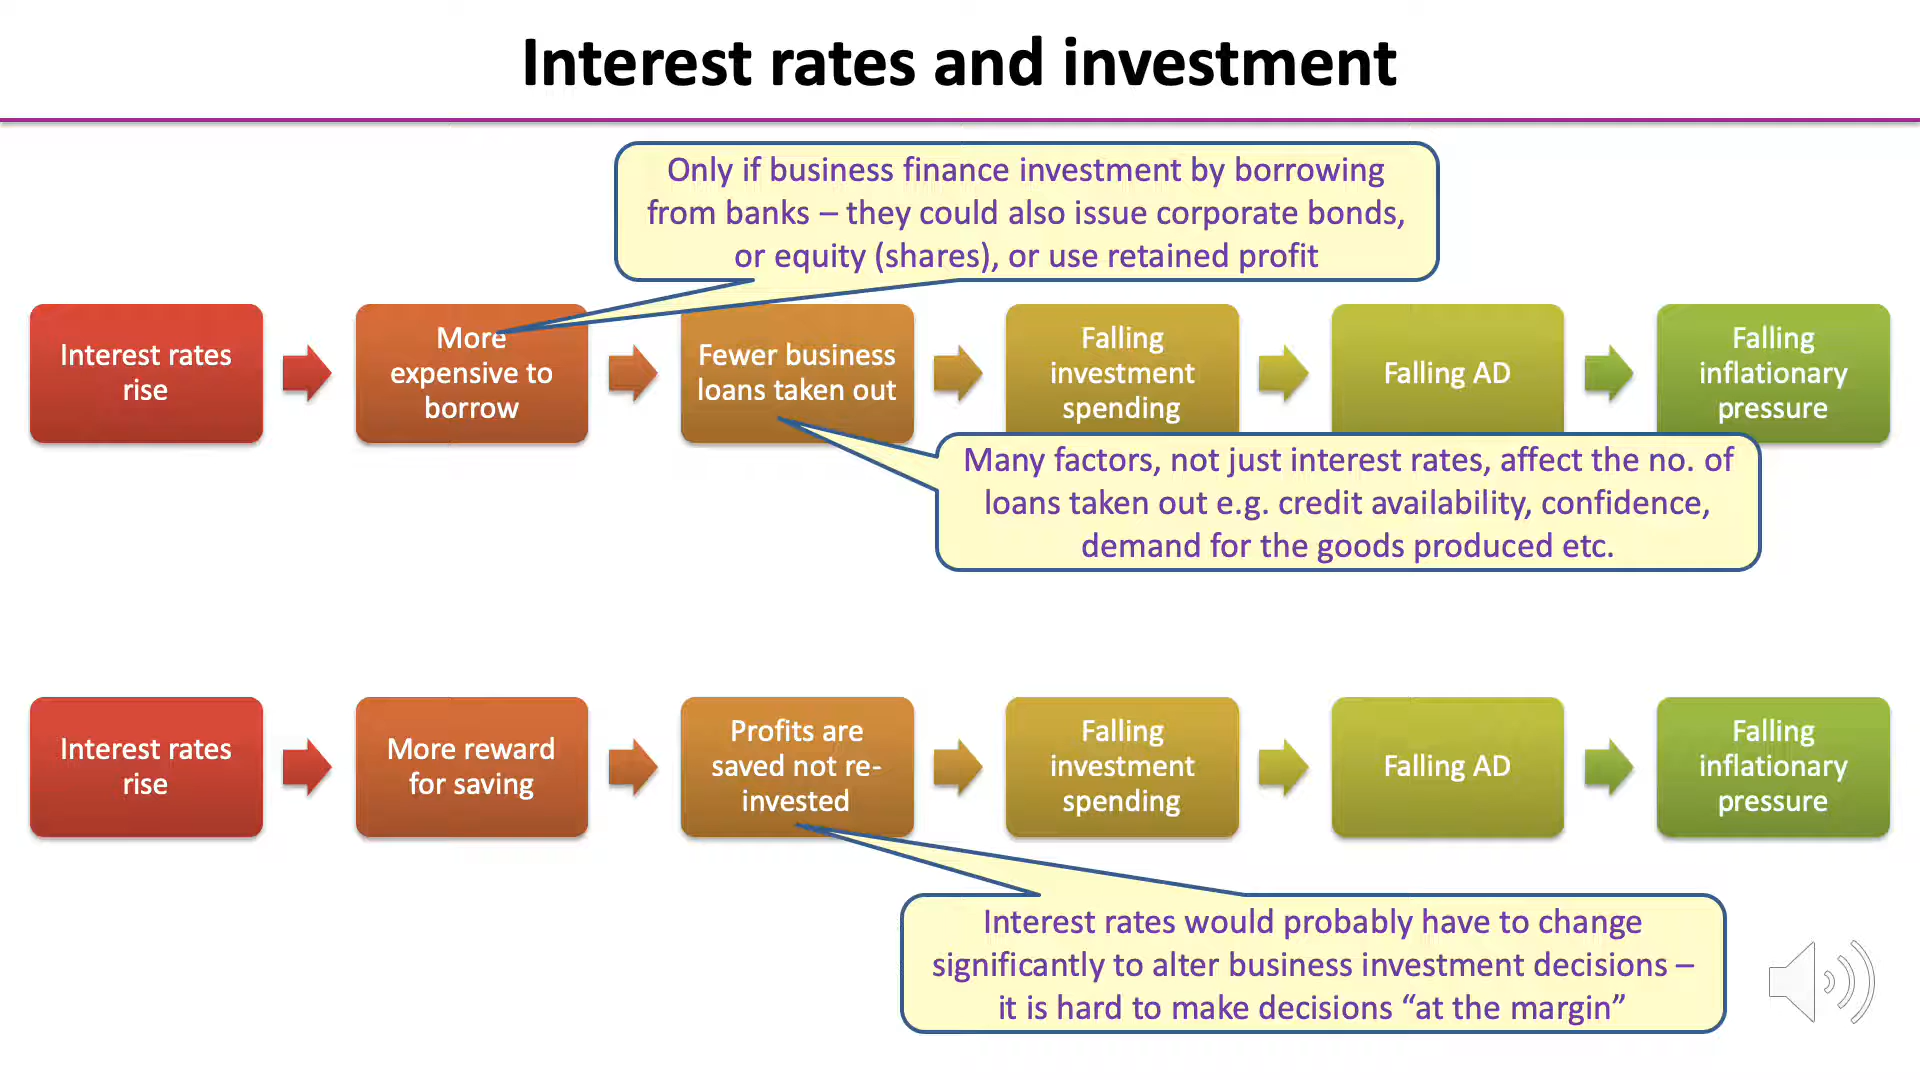 Interest rates and investment
Only if business finance investment by borrowing
from banks – they could also issue corporate bonds,
or equity (shares), or use retained profit
Interest rates
rise
More
expensive to
borrow
Fewer business
loans taken out
Falling
investment
spending
Falling AD
Falling
inflationary
pressure
Many factors, not just interest rates, affect the no. of
loans taken out e.g. credit availability, confidence,
demand for the goods produced etc.
Interest rates
rise
More reward
for saving
Profits are
saved not re-
invested
Falling
investment
spending
Falling AD
Falling
inflationary
pressure
Interest rates would probably have to change
significantly to alter business investment decisions –
it is hard to make decisions “at the margin”